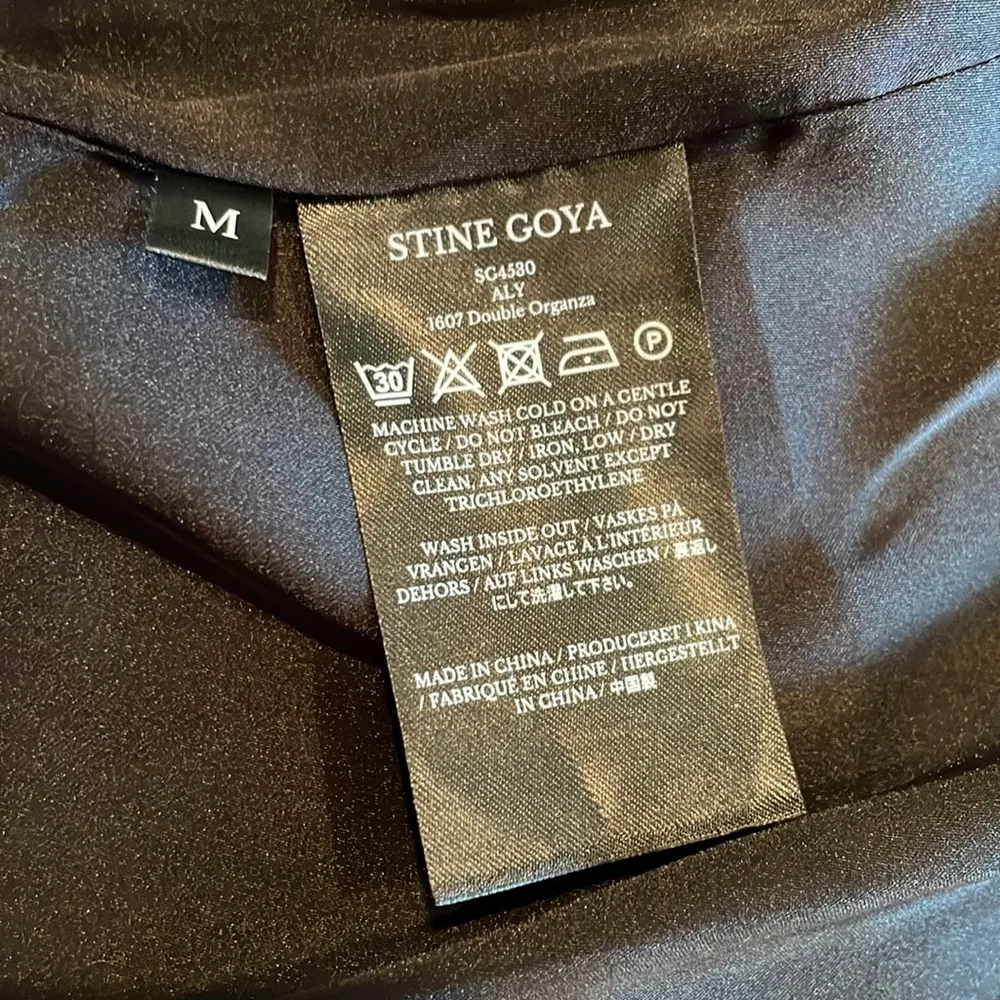 M
STINE GOYA
SG4580
ALY
1607 Double Organza
30 P
MACHINE WASH COLD ON A GENTLE
CYCLE / DO NOT BLEACH / DO NOT
TUMBLE DRY / IRON, LOW / DRY
CLEAN, ANY SOLVENT EXCEPT
TRICHLOROETHYLENE
WASH INSIDE OUT / VASKES PÅ
VRANGEN / LAVAGE À L'INTÉRIEUR
DEHORS / AUF LINKS WASCHEN / 裏返し
にして洗濯して下さい。
MADE IN CHINA / PRODUCERET I KINA
/ FABRIQUÉ EN CHINE / HERGESTELLT
IN CHINA / 中国製